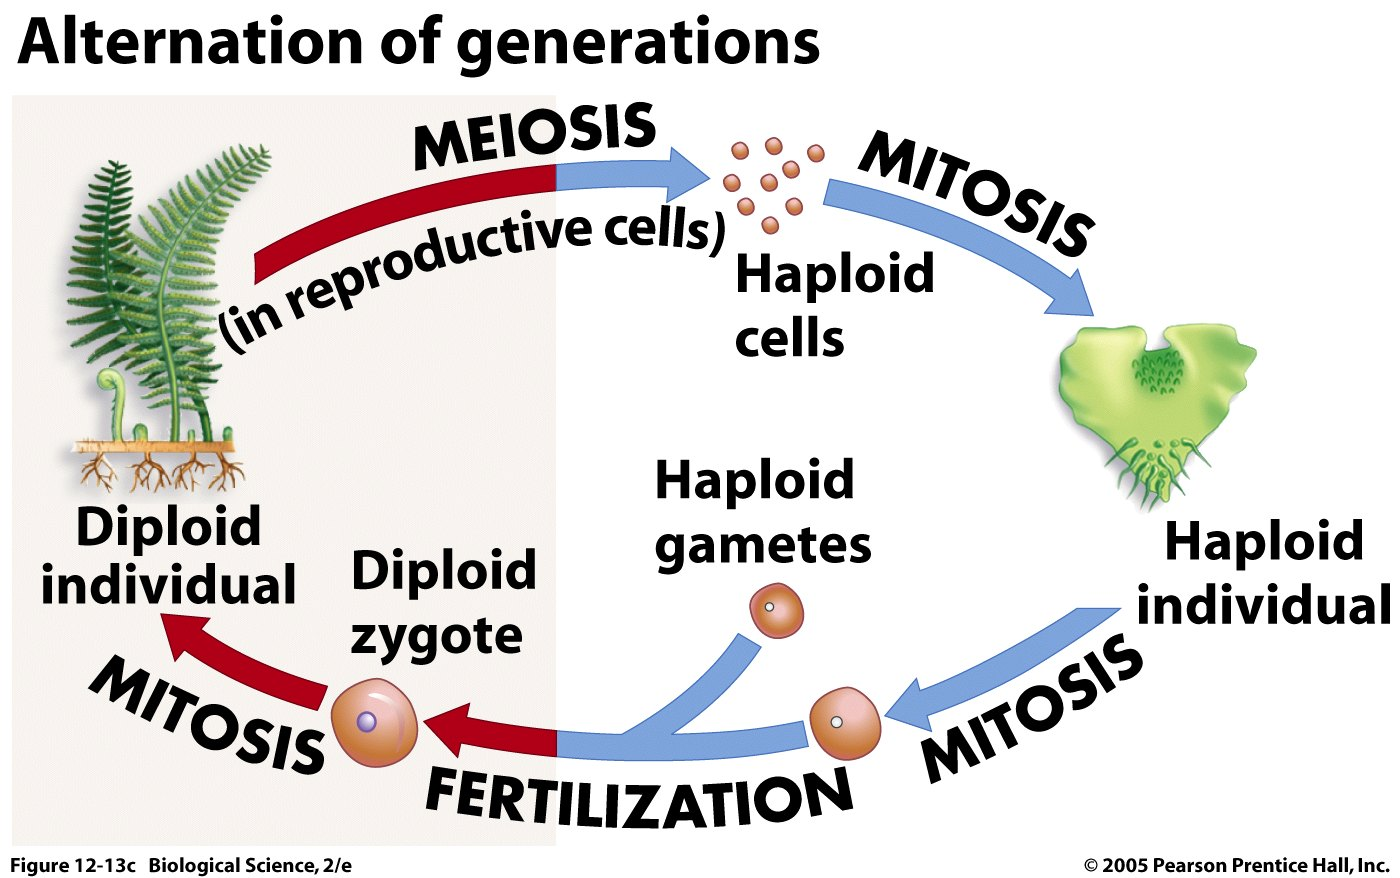 Alternation of generations
MEIOSIS
(in reproductive cells)
MITOSIS
Haploid
cells
Haploid
individual
MITOSIS
Haploid
gametes
FERTILIZATION
Diploid
zygote
MITOSIS
Diploid
individual
Figure 12-13c Biological Science, 2/e
© 2005 Pearson Prentice Hall, Inc.